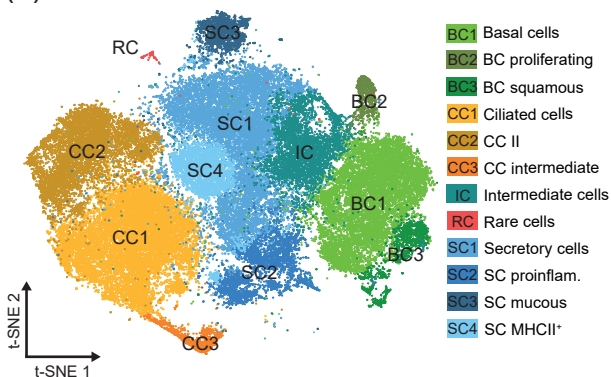 SC3
RC
BC2
SC1
CC2
IC
SC4
BC1
CC1
BC3
SC2
CC3
t-SNE 2
t-SNE 1
BC1 Basal cells
BC2 BC proliferating
BC3 BC squamous
CC1 Ciliated cells
CC2 CC II
CC3 CC intermediate
IC Intermediate cells
RC Rare cells
SC1 Secretory cells
SC2 SC proinflam.
SC3 SC mucous
SC4 SC MHCII⁺